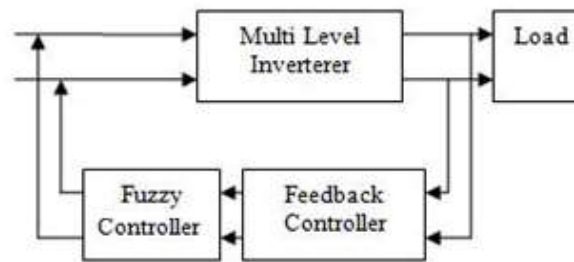 Multi Level
Inverterer
Load
Fuzzy
Controller
Feedback
Controller